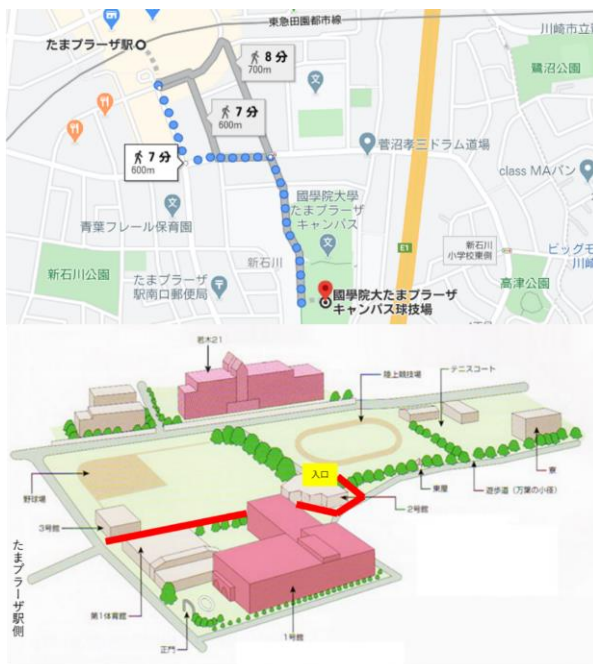 東急田園都市線
川崎市立
たまプラーザ駅
8 分
700m
鷺沼公園
7 分
600m
菅沼孝三ドラム道場
7 分
600m
class MAパン
國學院大學
たまプラーザ
キャンパス
青葉フレール保育園
E1
新石川
小学校東側
ビッグモ
川崎
新石川公園
たまプラーザ
駅南口郵便局
新石川
高津公園
國學院大たまプラーザ
キャンパス球技場
若木21
陸上競技場
テニスコート
入口
寮
野球場
東屋
遊歩道(万葉の小径)
2号館
3号館
たまプラーザ駅側
第1体育館
正門
1号館